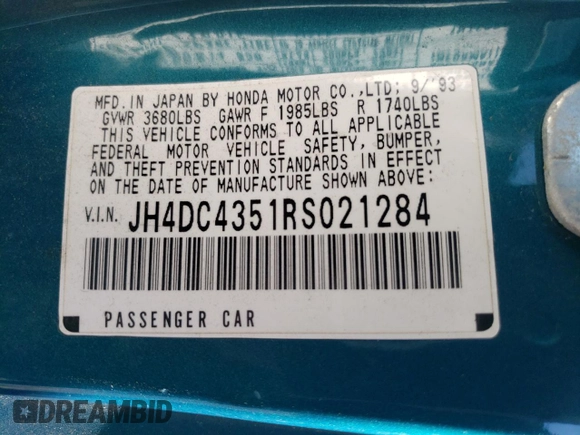 MFD.IN JAPAN BY HONDA MOTOR CO.,LTD: 9/'93
GVWR 3680LBS GAWR F 1985LBS R 1740LBS
THIS VEHICLE CONFORMS TO ALL APPLICABLE
FEDERAL MOTOR VEHICLE SAFETY, BUMPER,
AND THEFT PREVENTION STANDARDS IN EFFECT
ON THE DATE OF MANUFACTURE SHOWN ABOVE:
V.I.N. JH4DC4351RS021284
PASSENGER CAR
DREAMBID